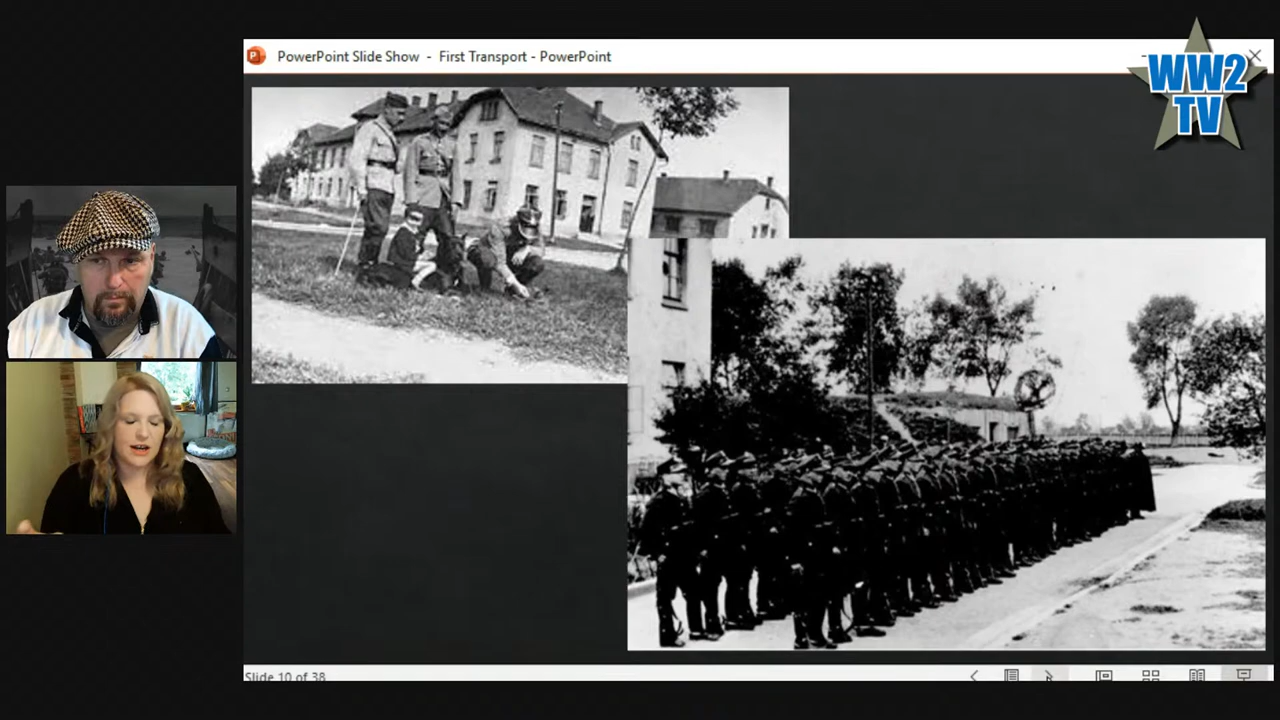 PowerPoint Slide Show - First Transport - PowerPoint
WW2
TV
Slide 10 of 38